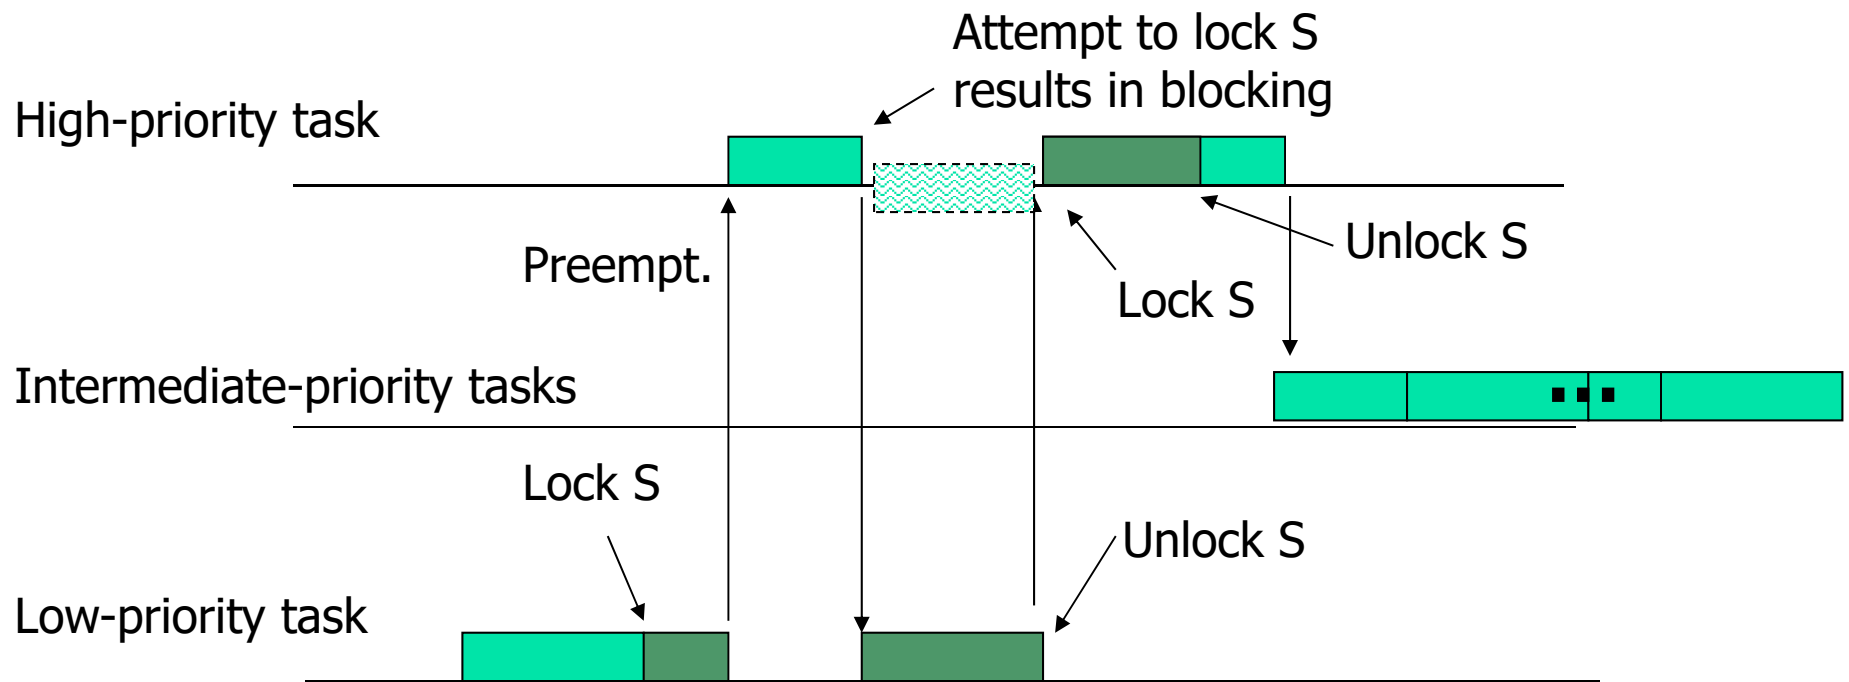 Attempt to lock S
results in blocking
High-priority task
Preempt.
Unlock S
Lock S
Intermediate-priority tasks
Lock S
Unlock S
Low-priority task